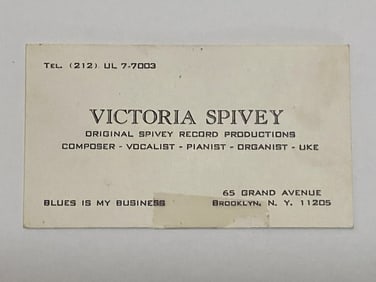 TEL. (212) UL 7-7003
VICTORIA SPIVEY
ORIGINAL SPIVEY RECORD PRODUCTIONS
COMPOSER - VOCALIST - PIANIST - ORGANIST - UKE
65 GRAND AVENUE
BLUES IS MY BUSINESS BROOKLYN, N. Y. 11205